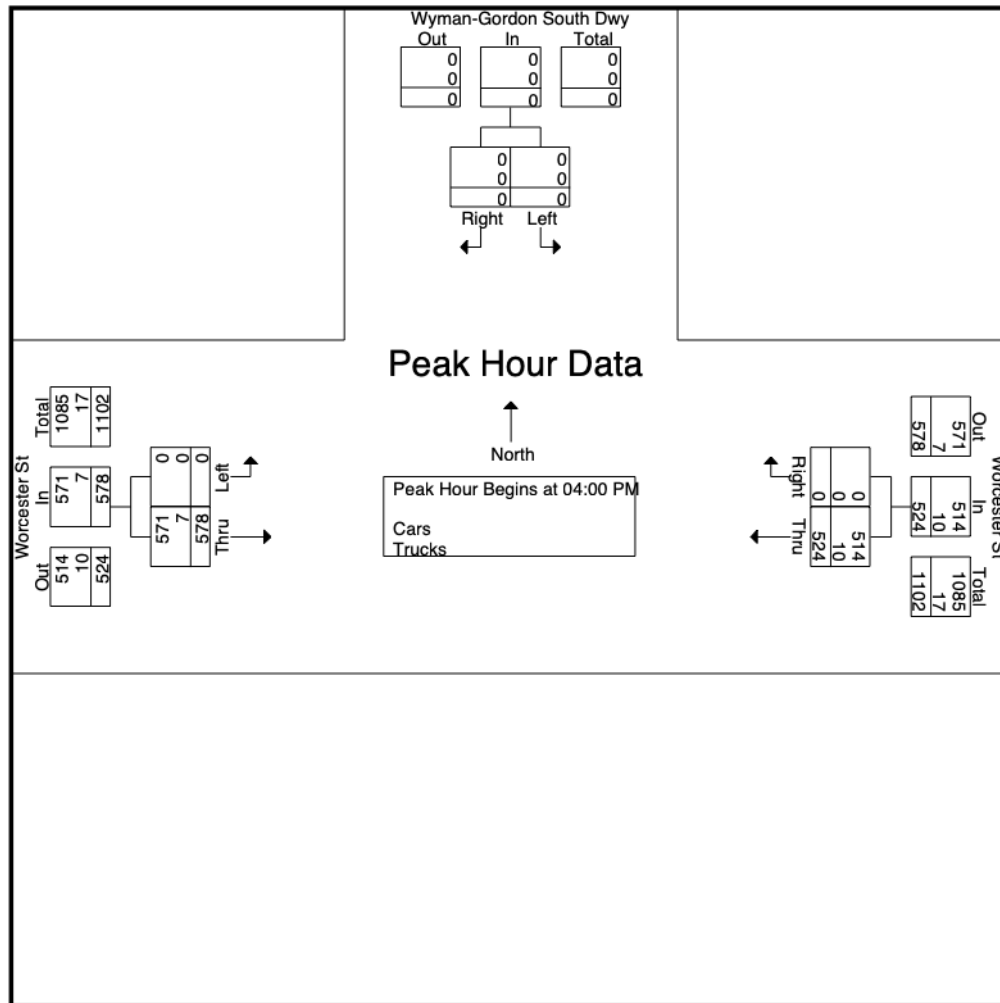 Wyman-Gordon South Dwy
Out In Total
0 0 0
0 0 0
0 0 0
0 0
0 0
0 0
Right Left
Peak Hour Data
North
Peak Hour Begins at 04:00 PM
Cars
Trucks
Worcester St
Total
1085
17
1102
In
571
7
578
Out
514
10
524
Left
0
0
0
Thru
571
7
578
Worcester St
Out
571
7
578
In
514
10
524
Total
1085
17
1102
Right
0
0
0
Thru
514
10
524